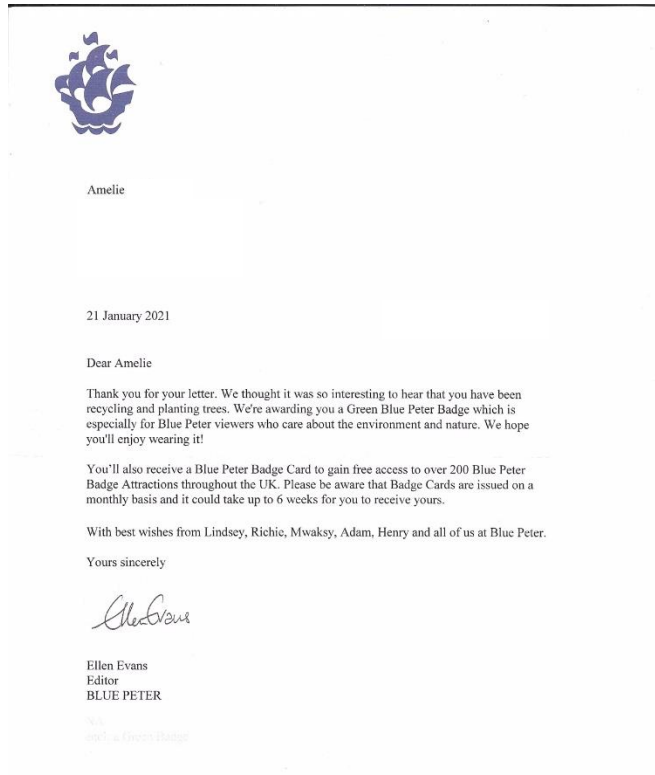 Amelie
21 January 2021
Dear Amelie
Thank you for your letter. We thought it was so interesting to hear that you have been
recycling and planting trees. We're awarding you a Green Blue Peter Badge which is
especially for Blue Peter viewers who care about the environment and nature. We hope
you'll enjoy wearing it!
You'll also receive a Blue Peter Badge Card to gain free access to over 200 Blue Peter
Badge Attractions throughout the UK. Please be aware that Badge Cards are issued on a
monthly basis and it could take up to 6 weeks for you to receive yours.
With best wishes from Lindsey, Richie, Mwaksy, Adam, Henry and all of us at Blue Peter.
Yours sincerely
Ellen Evans
Ellen Evans
Editor
BLUE PETER
Green Badge